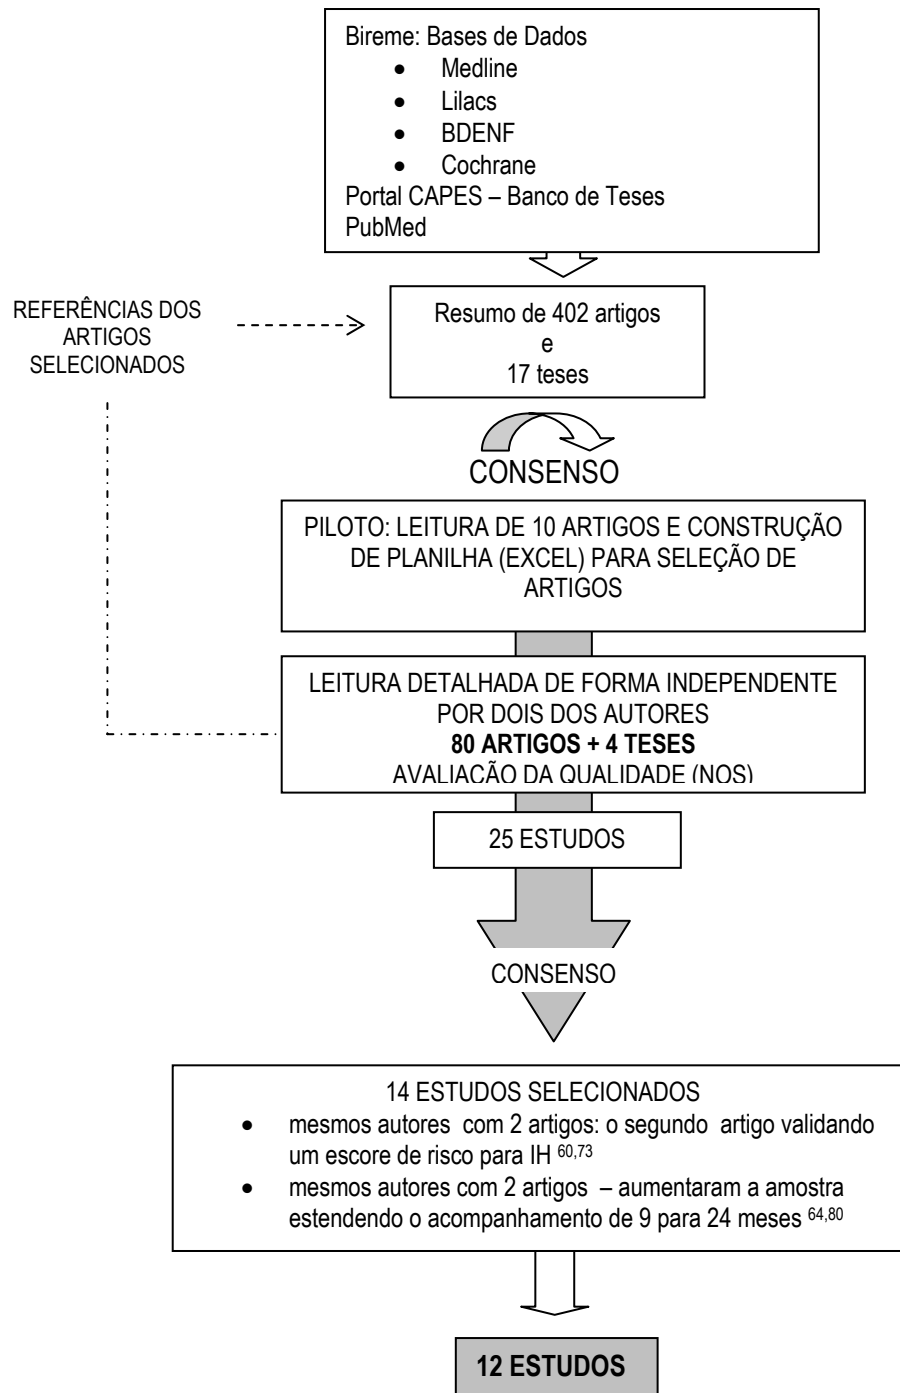 Bireme: Bases de Dados
• Medline
• Lilacs
• BDENF
• Cochrane
Portal CAPES – Banco de Teses
PubMed
REFERÊNCIAS DOS
ARTIGOS
SELECIONADOS
Resumo de 402 artigos
e
17 teses
CONSENSO
PILOTO: LEITURA DE 10 ARTIGOS E CONSTRUÇÃO
DE PLANILHA (EXCEL) PARA SELEÇÃO DE
ARTIGOS
LEITURA DETALHADA DE FORMA INDEPENDENTE
POR DOIS DOS AUTORES
80 ARTIGOS + 4 TESES
AVALIAÇÃO DA QUALIDADE (NOS)
25 ESTUDOS
CONSENSO
14 ESTUDOS SELECIONADOS
• mesmos autores com 2 artigos: o segundo artigo validando
um escore de risco para IH 60,73
• mesmos autores com 2 artigos – aumentaram a amostra
estendendo o acompanhamento de 9 para 24 meses 64,80
12 ESTUDOS